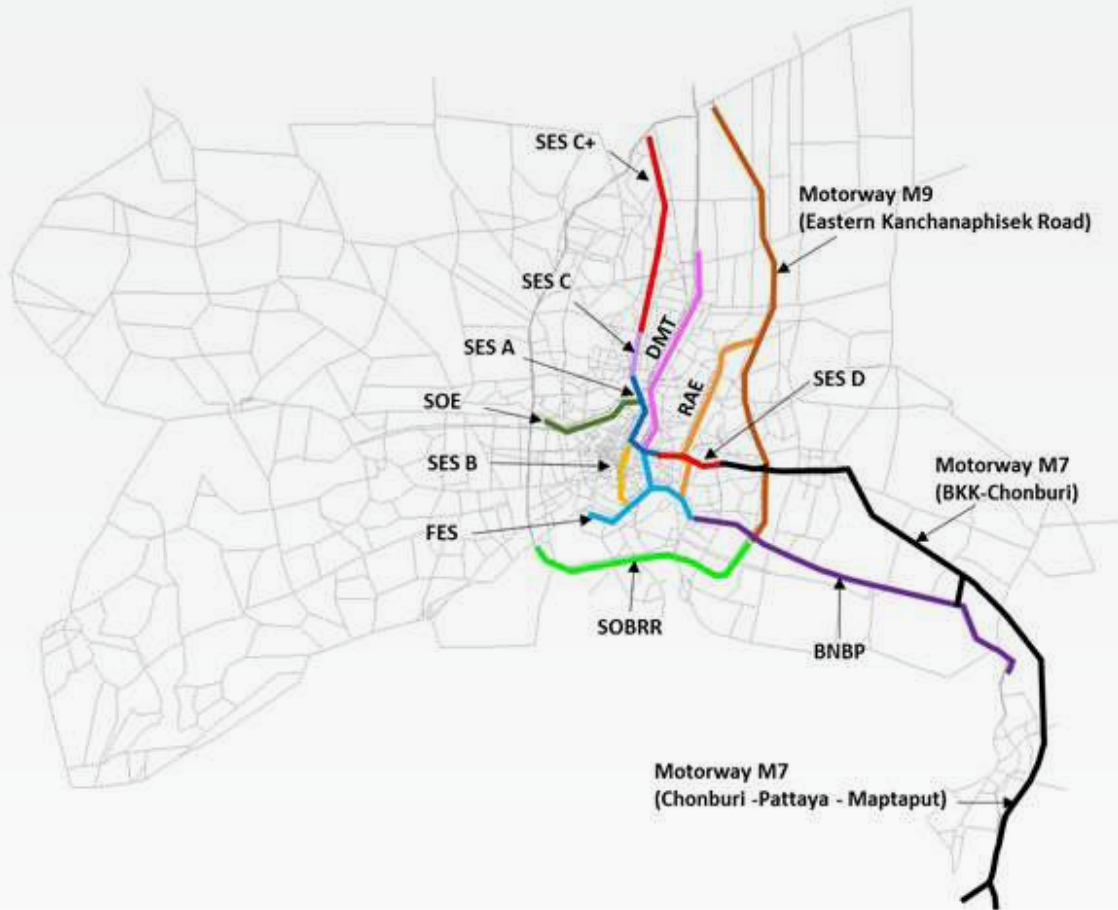 SES C+
Motorway M9
(Eastern Kanchanaphisek Road)
SES C
DMT
SES A
RAE
SES D
SOE
SES B
Motorway M7
(BKK-Chonburi)
FES
SOBRR
BNBP
Motorway M7
(Chonburi -Pattaya - Maptaput)